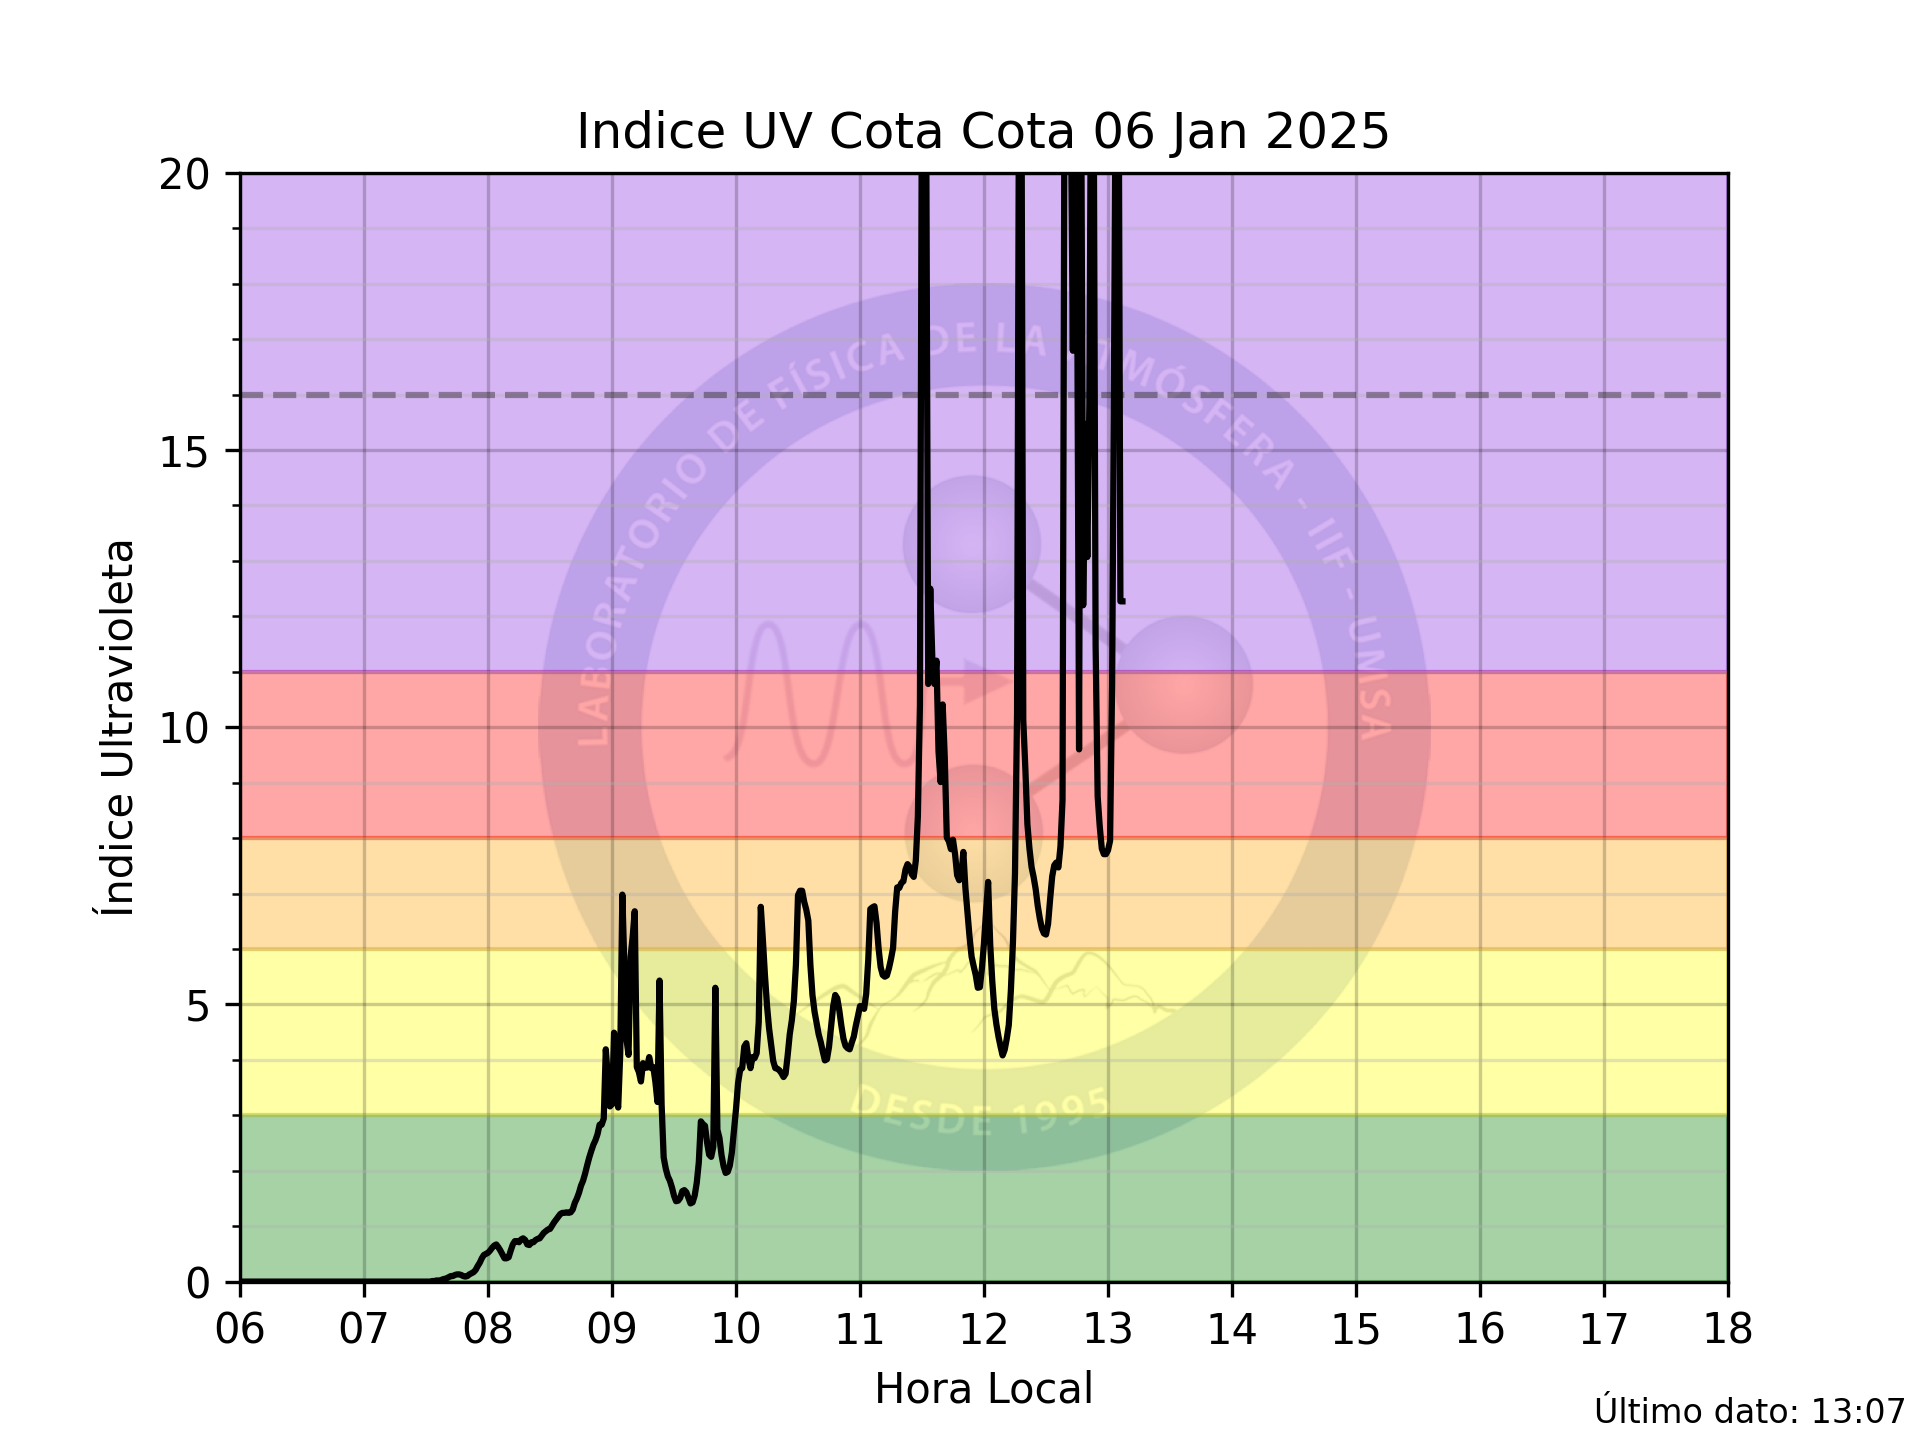 Indice UV Cota Cota 06 Jan 2025
20
15
10
5
0
Índice Ultravioleta
LABORATORIO DE FÍSICA DE LA ATMÓSFERA - IIF - UMSA
DESDE 1995
06 07 08 09 10 11 12 13 14 15 16 17 18
Hora Local
Último dato: 13:07